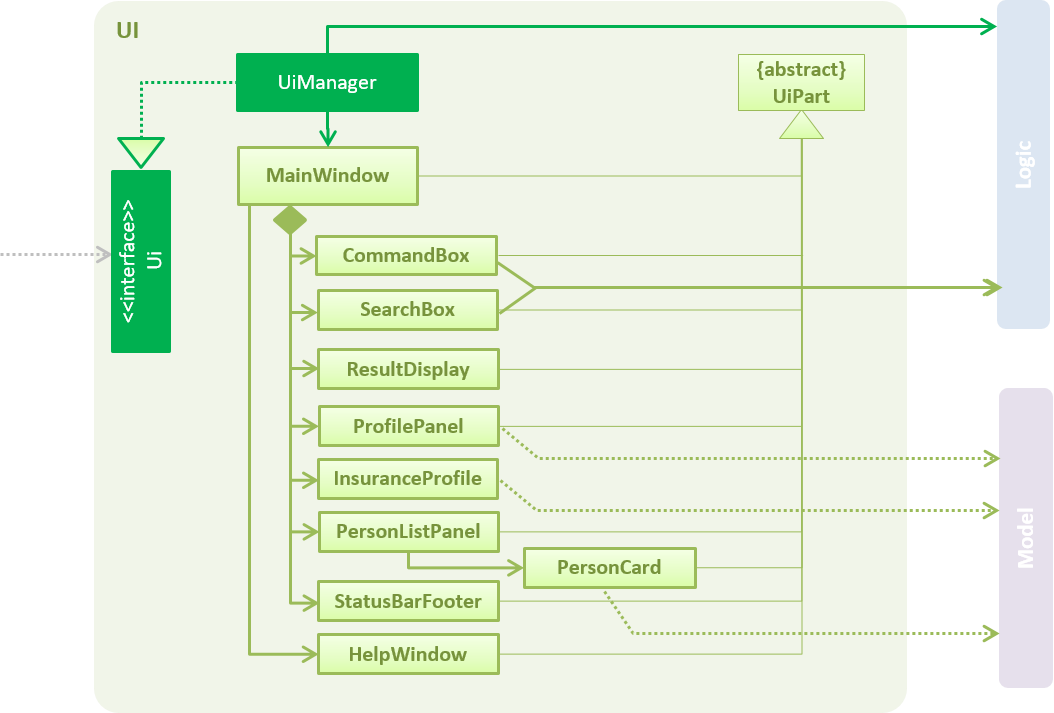 UI
UiManager
{abstract}
UiPart
Logic
MainWindow
<<interface>>
Ui
CommandBox
SearchBox
ResultDisplay
ProfilePanel
InsuranceProfile
PersonListPanel
PersonCard
Model
StatusBarFooter
HelpWindow